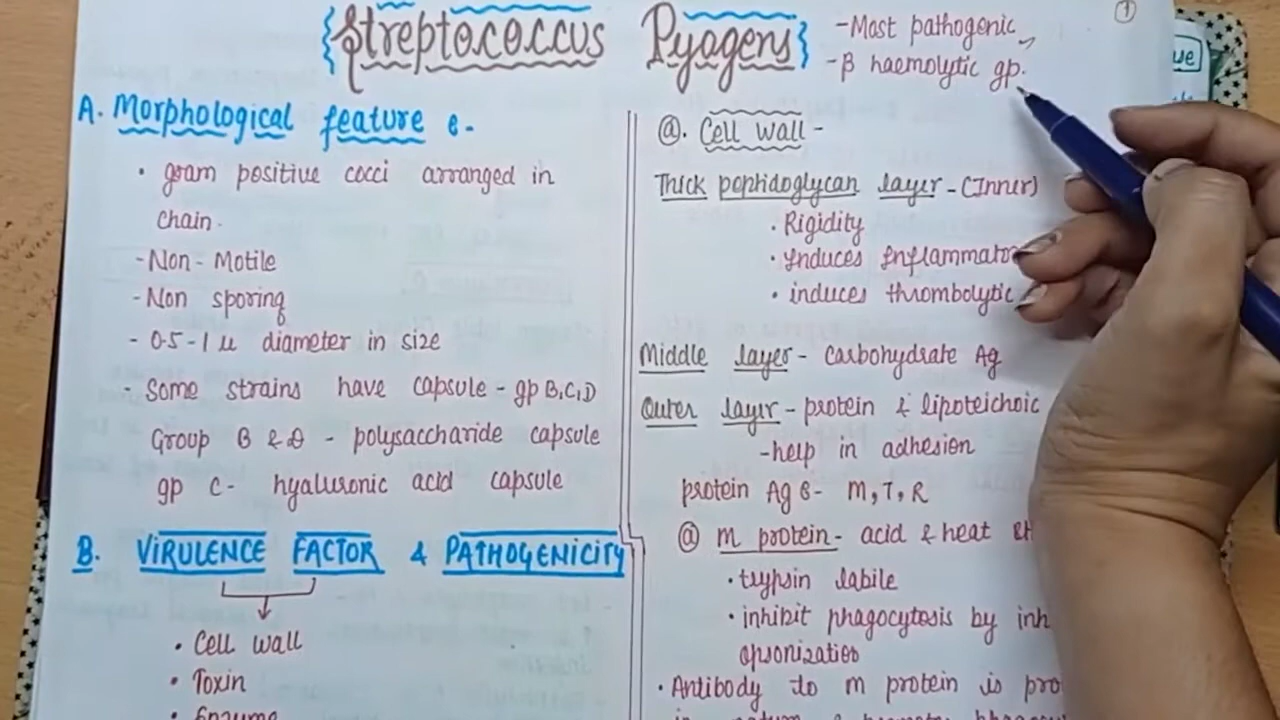 Streptococcus Pyogens
-Most pathogenic
-β haemolytic gp.
1
A. Morphological feature :-
• gram positive cocci arranged in
chain.
-Non-Motile
-Non sporing
- 0.5-1 u diameter in size
- Some strains have capsule - gp B,C,D
Group B & D - polysaccharide capsule
gp C- hyaluronic acid capsule
B. VIRULENCE FACTOR & PATHOGENICITY
• Cell wall
• Toxin
• Enzyme
ⓐ. Cell wall -
Thick peptidoglycan layer - (Inner)
• Rigidity
• Induces Inflammato
• induces thrombolytic
Middle layer - Carbohydrate Ag
Outer layer - protein & lipoteichoic
-help in adhesion
protein Ag :- M, T, R
ⓐ M protein- acid & heat
• trypsin labile
• inhibit phagocytosis by inh
opsonization
• Antibody to m protein is pro
ue